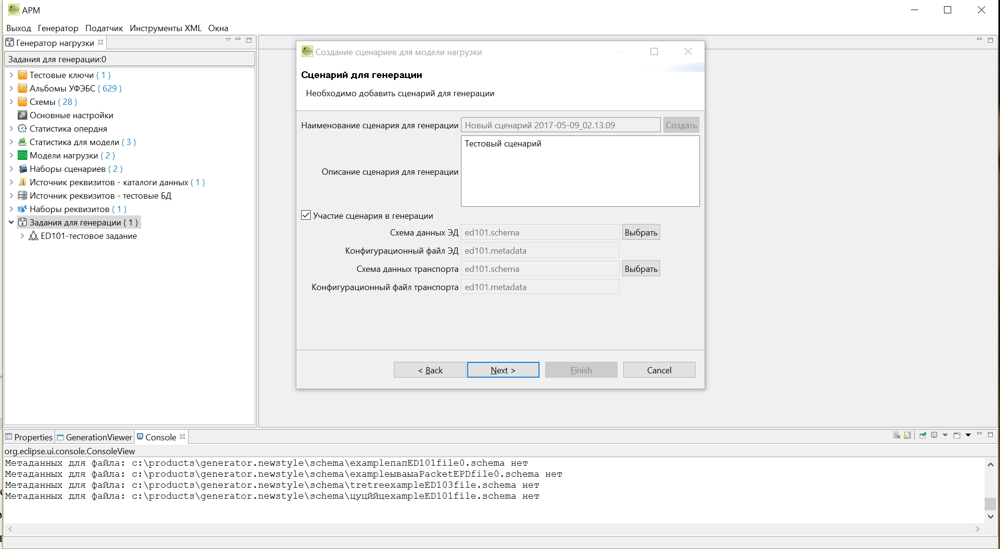 АРМ
Выход Генератор Податчик Инструменты XML Окна
Генератор нагрузки
Задания для генерации:0
Тестовые ключи ( 1 )
Альбомы УФЭБС ( 629 )
Схемы ( 28 )
Основные настройки
Статистика опердня
Статистика для модели ( 3 )
Модели нагрузки ( 2 )
Наборы сценариев ( 2 )
Источник реквизитов - каталоги данных ( 1 )
Источник реквизитов - тестовые БД
Наборы реквизитов ( 1 )
Задания для генерации ( 1 )
ED101-тестовое задание
Создание сценариев для модели нагрузки
Сценарий для генерации
Необходимо добавить сценарий для генерации
Наименование сценария для генерации Новый сценарий 2017-05-09_02.13.09 Создать
Описание сценария для генерации Тестовый сценарий
Участие сценария в генерации
Схема данных ЭД ed101.schema Выбрать
Конфигурационный файл ЭД ed101.metadata
Схема данных транспорта ed101.schema Выбрать
Конфигурационный файл транспорта ed101.metadata
< Back Next > Finish Cancel
Properties GenerationViewer Console
org.eclipse.ui.console.ConsoleView
Метаданных для файла: c:\products\generator.newstyle\schema\exampleпапED101file0.schema нет
Метаданных для файла: c:\products\generator.newstyle\schema\exampleываыаPacketEPDfile0.schema нет
Метаданных для файла: c:\products\generator.newstyle\schema\tretreexampleED103file.schema нет
Метаданных для файла: c:\products\generator.newstyle\schema\цуцййцexampleED101file.schema нет